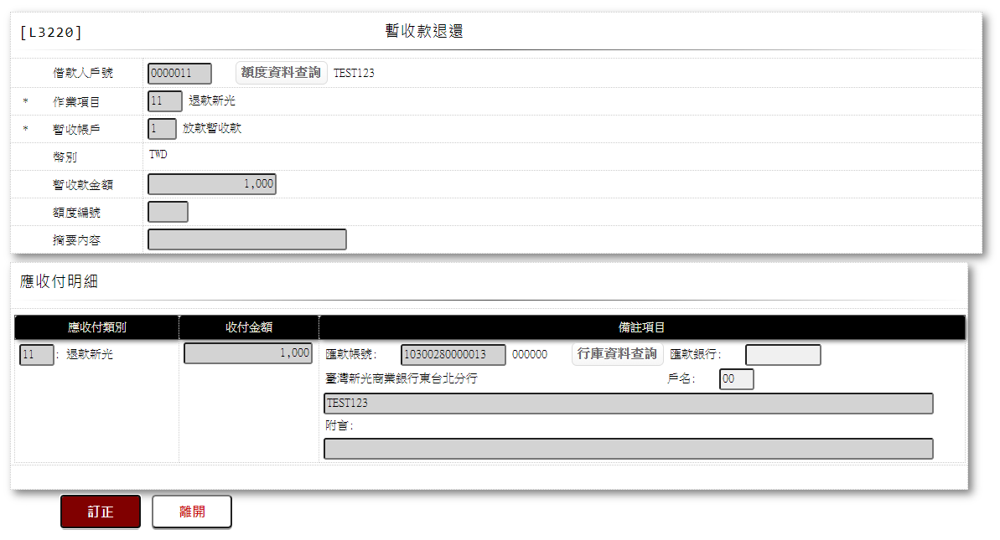 [L3220] 暫收款退還
借款人戶號 0000011 額度資料查詢 TEST123
* 作業項目 11 退款新光
* 暫收帳戶 1 放款暫收款
幣別 TWD
暫收款金額 1,000
額度編號
摘要內容
應收付明細
應收付類別 收付金額 備註項目
11 : 退款新光 1,000 匯款帳號: 10300280000013 000000 行庫資料查詢 匯款銀行:
臺灣新光商業銀行東台北分行 戶名: 00
TEST123
附言:
訂正 離開